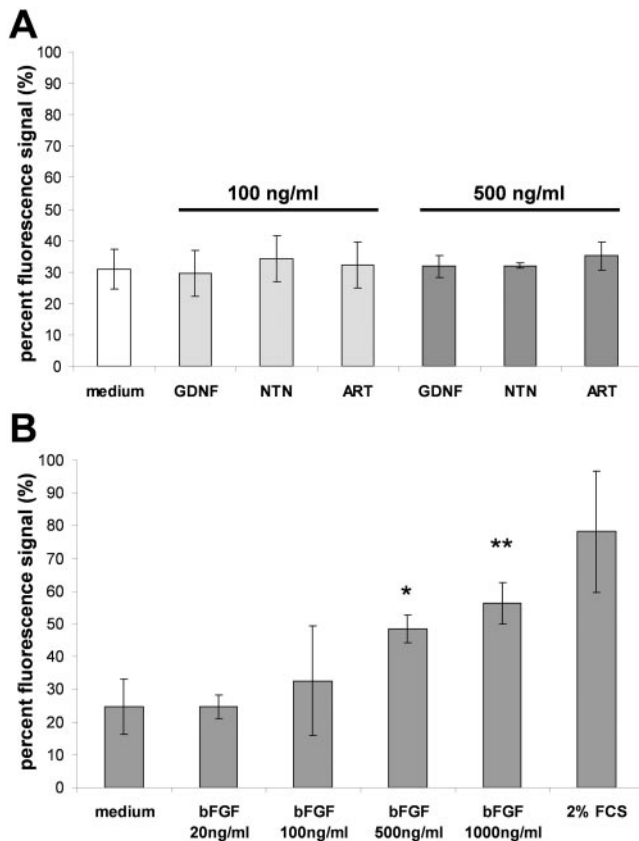 A
percent fluorescence signal (%)
100
90
80
70
60
50
40
30
20
10
0
100 ng/ml
500 ng/ml
medium
GDNF
NTN
ART
GDNF
NTN
ART
B
percent fluorescence signal (%)
100
90
80
70
60
50
40
30
20
10
0
*
**
medium
bFGF
20ng/ml
bFGF
100ng/ml
bFGF
500ng/ml
bFGF
1000ng/ml
2% FCS